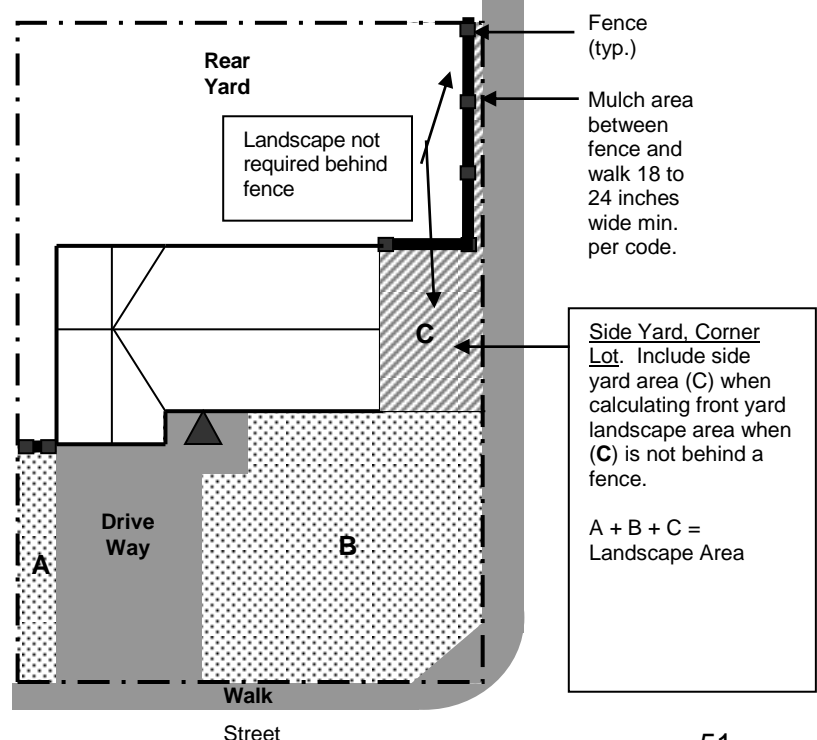 Fence
(typ.)
Rear
Yard
Mulch area
between
fence and
walk 18 to
24 inches
wide min.
per code.
Landscape not
required behind
fence
C
Side Yard, Corner
Lot. Include side
yard area (C) when
calculating front yard
landscape area when
(C) is not behind a
fence.
A + B + C =
Landscape Area
Drive
Way
A
B
Walk
Street